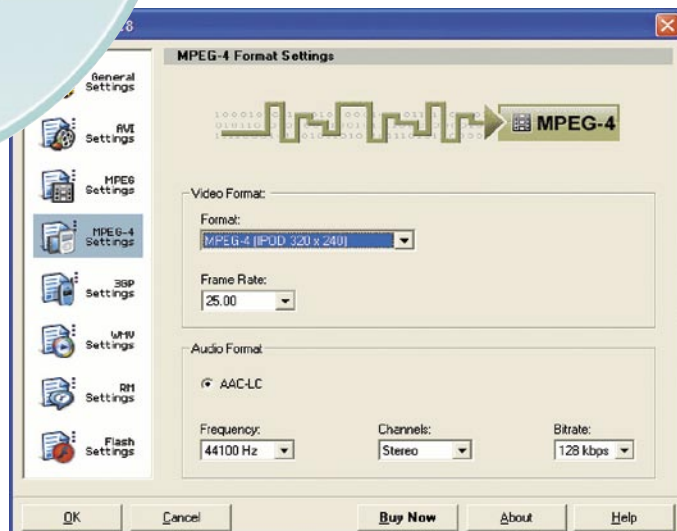 MPEG-4 Format Settings
General
Settings
AVI
Settings
MPEG
Settings
MPEG-4
Settings
3GP
Settings
WMV
Settings
RM
Settings
Flash
Settings
MPEG-4
Video Format:
Format:
MPEG-4 (IPOD 320 x 240)
Frame Rate:
25.00
Audio Format
AAC-LC
Frequency:
Channels:
Bitrate:
44100 Hz
Stereo
128 kbps
OK
Cancel
Buy Now
About
Help